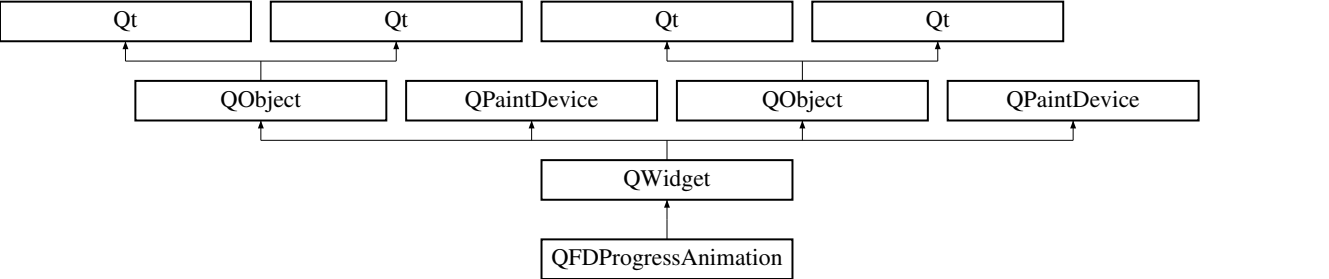 Qt Qt Qt Qt
QObject QPaintDevice QObject QPaintDevice
QWidget
QFDProgressAnimation